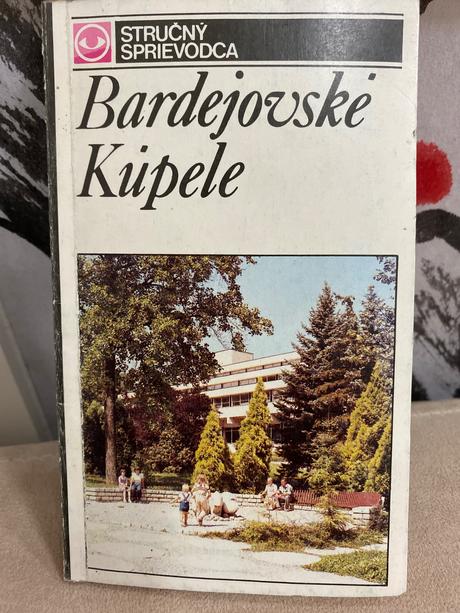 STRUČNÝ
SPRIEVODCA
Bardejovské
Kúpele